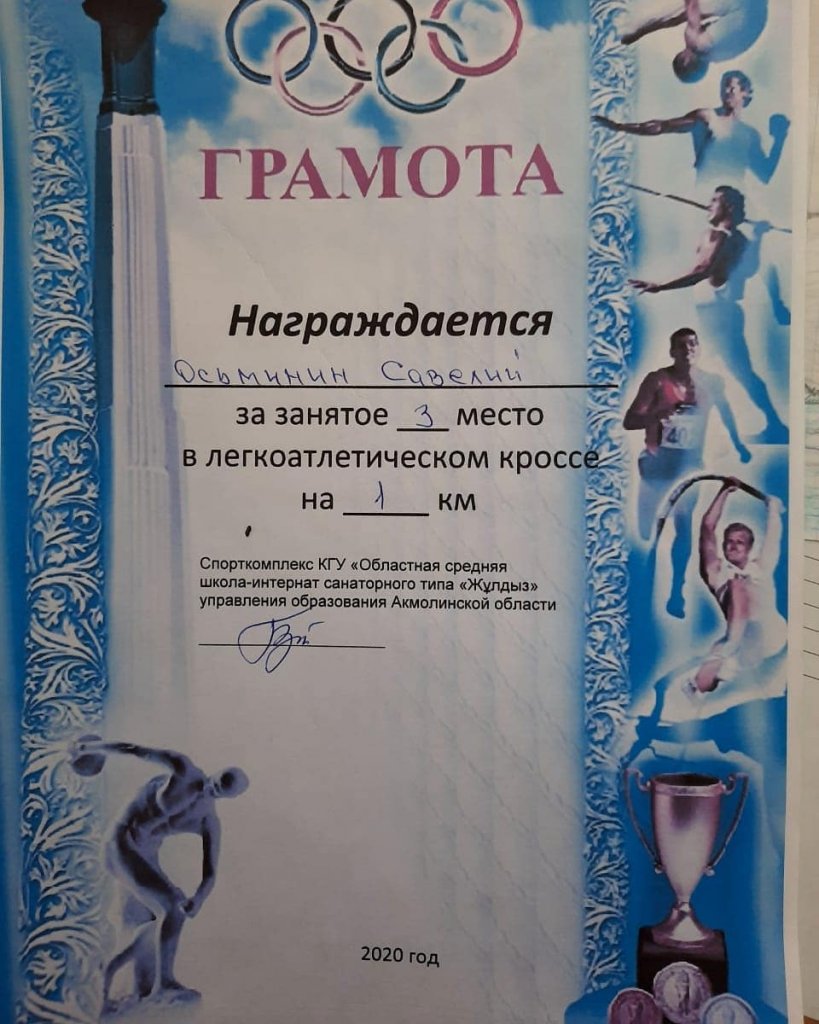 ГРАМОТА
Награждается
Осьминин Савелий
за занятое 3 место
в легкоатлетическом кроссе
на 1 км
Спорткомплекс КГУ «Областная средняя
школа-интернат санаторного типа «Жұлдыз»
управления образования Акмолинской области
2020 год